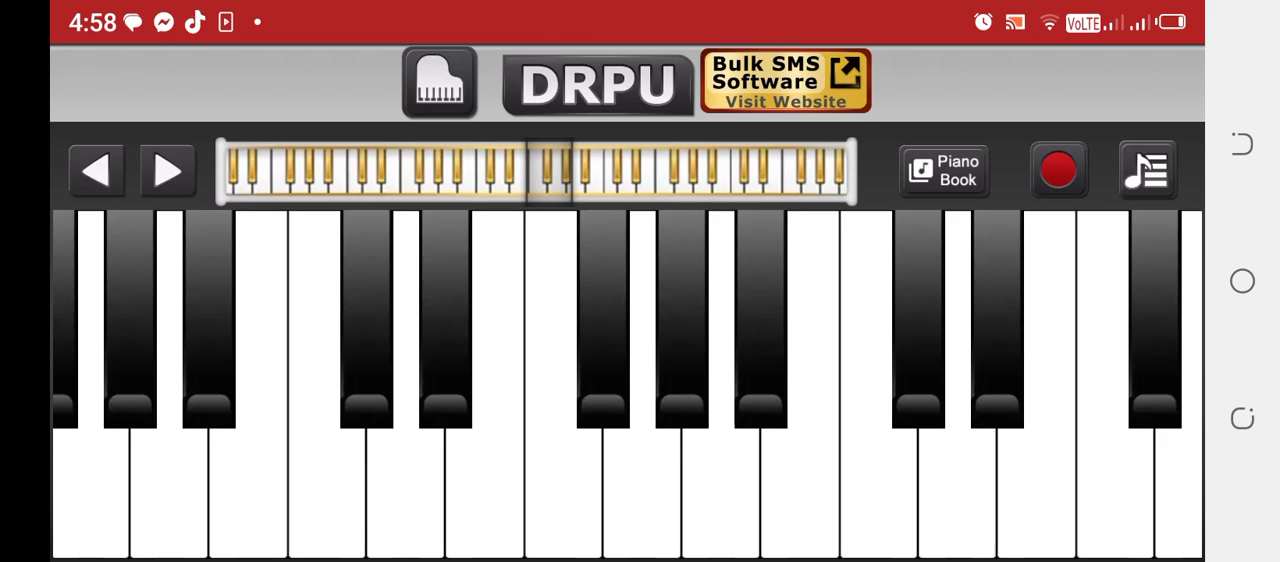 4:58
VoLTE
DRPU
Bulk SMS
Software
Visit Website
Piano
Book